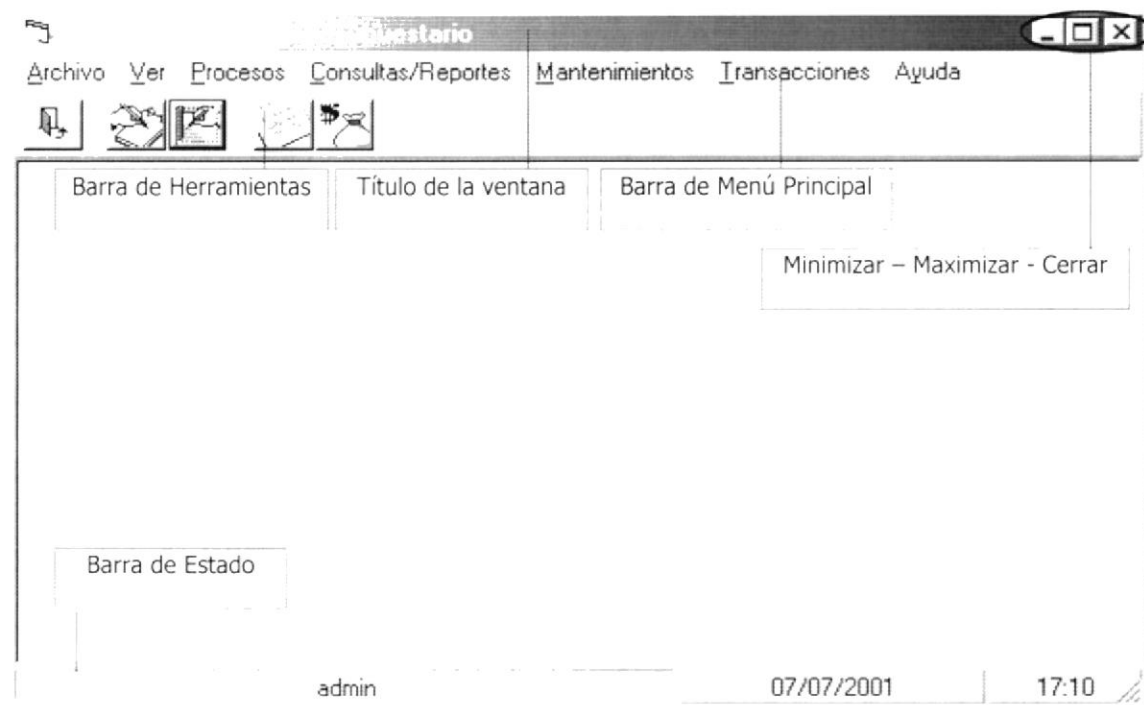 Archivo Ver Procesos Consultas/Reportes Mantenimientos Transacciones Ayuda
$
Barra de Herramientas Título de la ventana Barra de Menú Principal
Minimizar – Maximizar - Cerrar
Barra de Estado
admin 07/07/2001 17:10